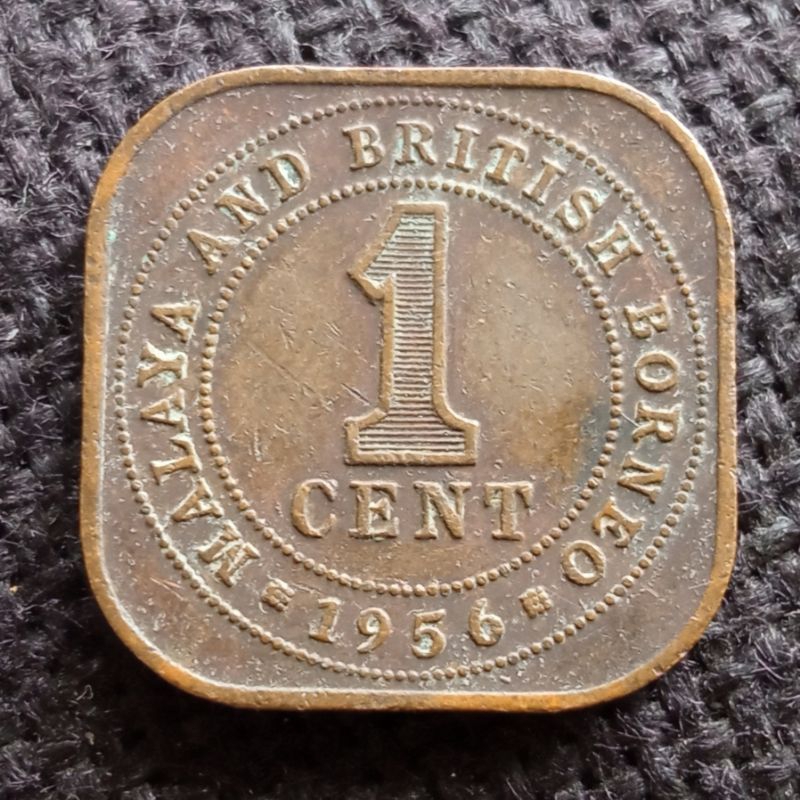 MALAYA AND BRITISH BORNEO
1
CENT
1956